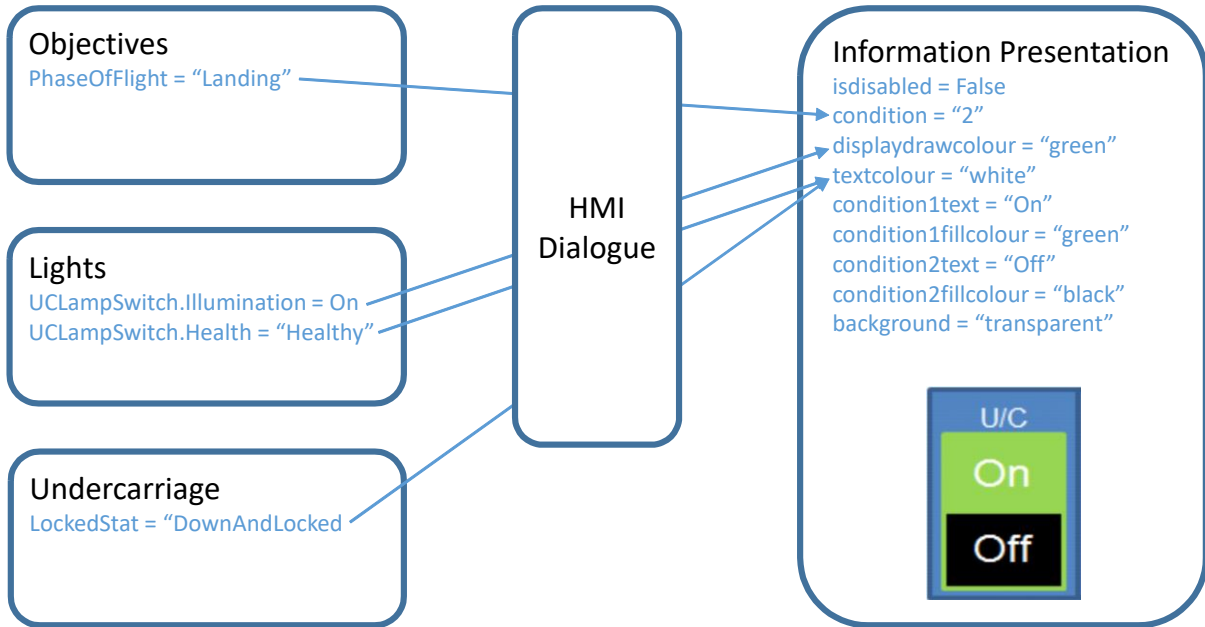 Objectives
PhaseOfFlight = “Landing”
Lights
UCLampSwitch.Illumination = On
UCLampSwitch.Health = “Healthy”
Undercarriage
LockedStat = “DownAndLocked
HMI
Dialogue
Information Presentation
isdisabled = False
condition = “2”
displaydrawcolour = “green”
textcolour = “white”
condition1text = “On”
condition1fillcolour = “green”
condition2text = “Off”
condition2fillcolour = “black”
background = “transparent”
U/C
On
Off